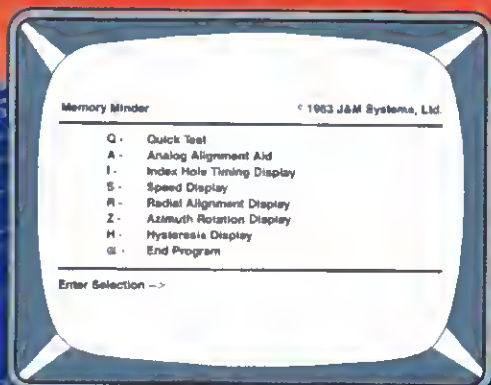 Memory Minder © 1983 J&M Systems, Ltd.
Q - Quick Test
A - Analog Alignment Aid
I - Index Hole Timing Display
S - Speed Display
R - Radial Alignment Display
Z - Azimuth Rotation Display
H - Hysteresis Display
@ - End Program
Enter Selection -->